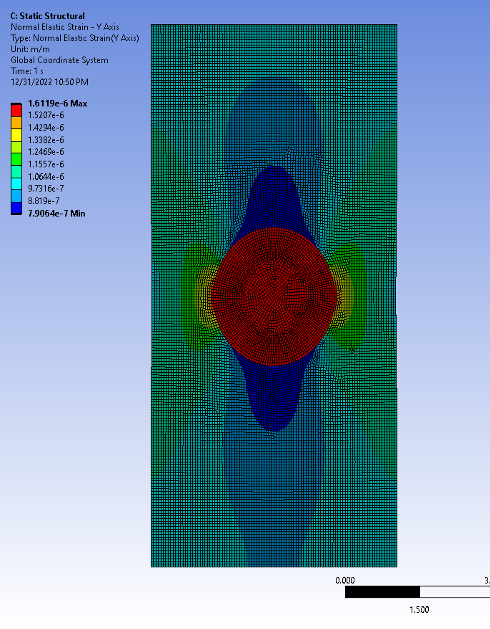 C: Static Structural
Normal Elastic Strain - Y Axis
Type: Normal Elastic Strain(Y Axis)
Unit: m/m
Global Coordinate System
Time: 1 s
12/31/2022 10:50 PM
1.6119e-6 Max
1.5207e-6
1.4294e-6
1.3382e-6
1.2469e-6
1.1557e-6
1.0644e-6
9.7316e-7
8.819e-7
7.9064e-7 Min
0.000
3.
1.500